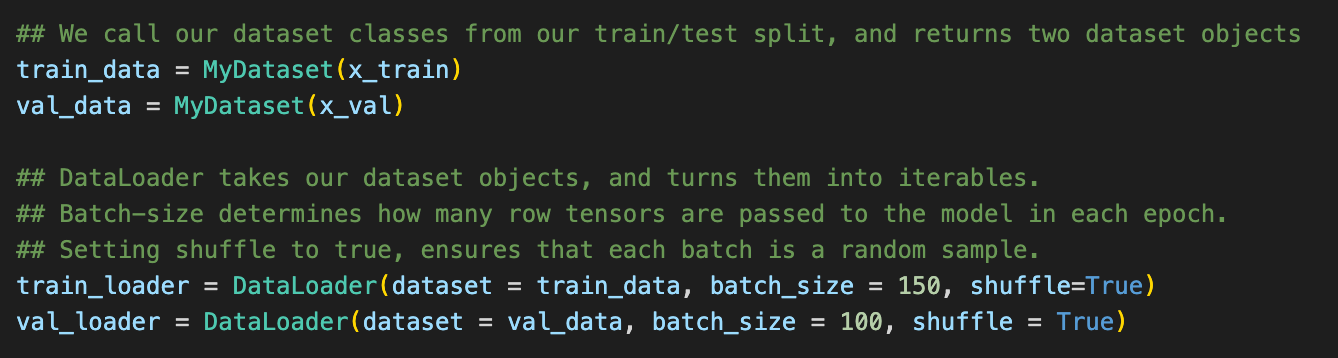 ## We call our dataset classes from our train/test split, and returns two dataset objects
train_data = MyDataset(x_train)
val_data = MyDataset(x_val)
## DataLoader takes our dataset objects, and turns them into iterables.
## Batch-size determines how many row tensors are passed to the model in each epoch.
## Setting shuffle to true, ensures that each batch is a random sample.
train_loader = DataLoader(dataset = train_data, batch_size = 150, shuffle=True)
val_loader = DataLoader(dataset = val_data, batch_size = 100, shuffle = True)